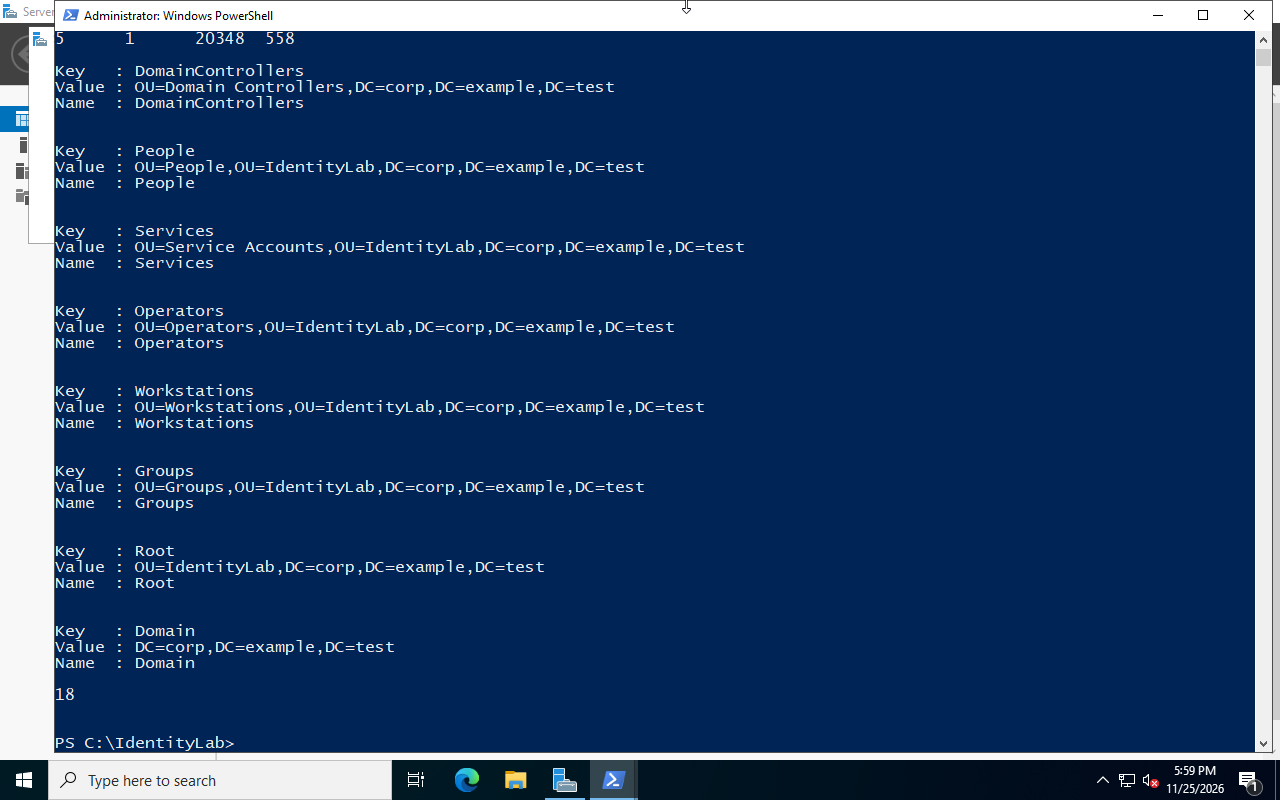 Server
Administrator: Windows PowerShell
5      1      20348  558
Key   : DomainControllers
Value : OU=Domain Controllers,DC=corp,DC=example,DC=test
Name  : DomainControllers
Key   : People
Value : OU=People,OU=IdentityLab,DC=corp,DC=example,DC=test
Name  : People
Key   : Services
Value : OU=Service Accounts,OU=IdentityLab,DC=corp,DC=example,DC=test
Name  : Services
Key   : Operators
Value : OU=Operators,OU=IdentityLab,DC=corp,DC=example,DC=test
Name  : Operators
Key   : Workstations
Value : OU=Workstations,OU=IdentityLab,DC=corp,DC=example,DC=test
Name  : Workstations
Key   : Groups
Value : OU=Groups,OU=IdentityLab,DC=corp,DC=example,DC=test
Name  : Groups
Key   : Root
Value : OU=IdentityLab,DC=corp,DC=example,DC=test
Name  : Root
Key   : Domain
Value : DC=corp,DC=example,DC=test
Name  : Domain
18
PS C:\IdentityLab>
Type here to search
5:59 PM
11/25/2026
1